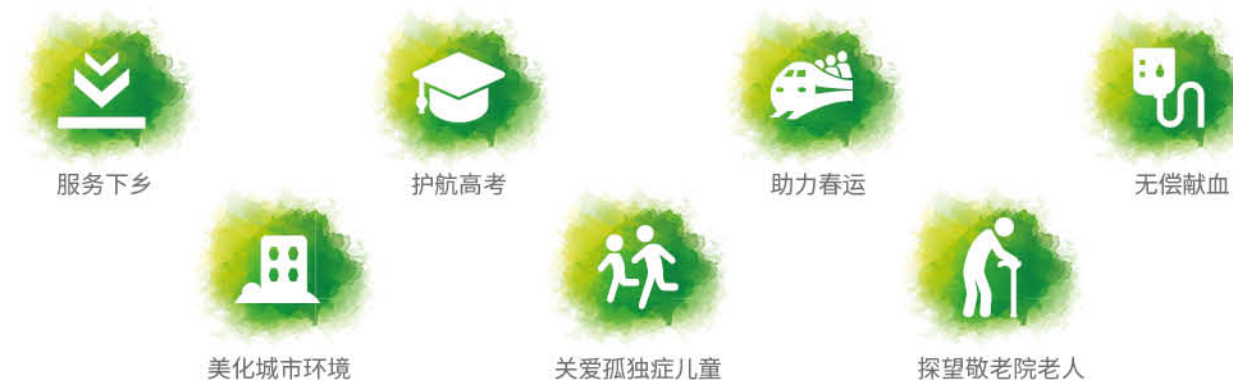 服务下乡
护航高考
助力春运
无偿献血
美化城市环境
关爱孤独症儿童
探望敬老院老人